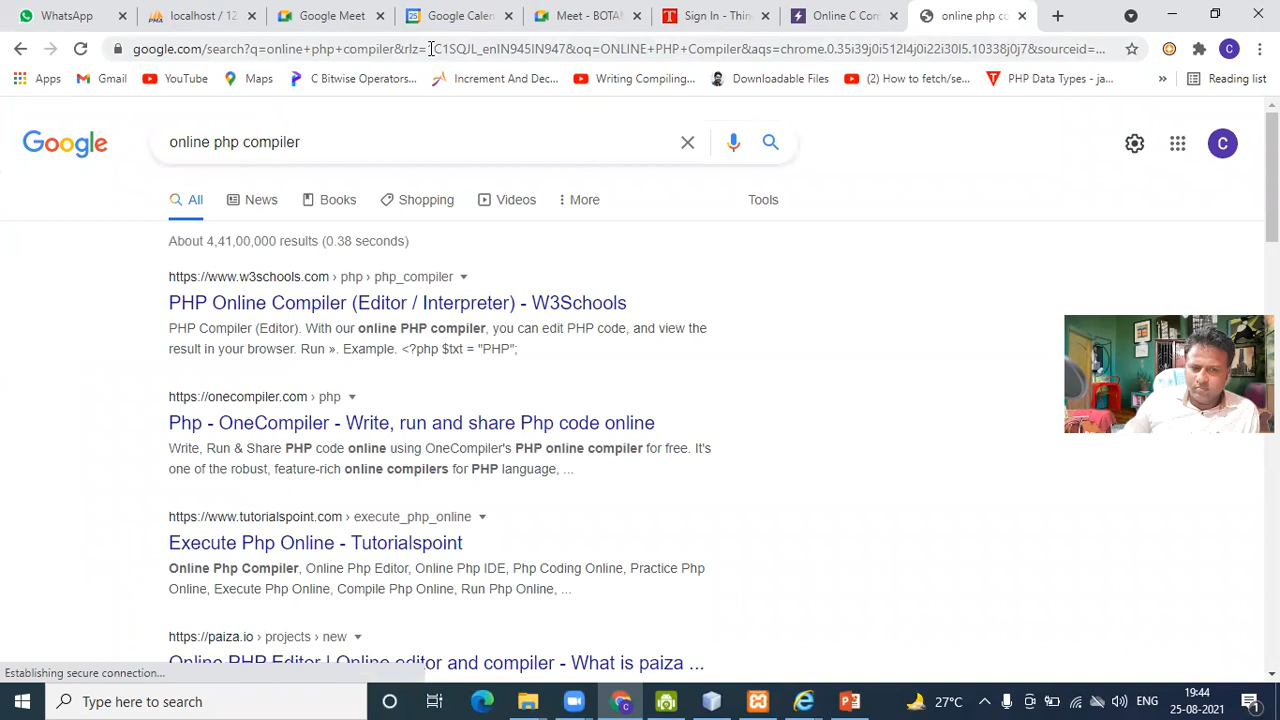 WhatsApp
localhost / 12
Google Meet
Google Calen
Meet - BOTAN
Sign In - Thin
Online C Com
online php co
google.com/search?q=online+php+compiler&rlz=1C1SQJL_enIN945IN947&oq=ONLINE+PHP+Compiler&aqs=chrome.0.35i39j0i512l4j0i22i30l5.10338j0j7&sourceid=...
C
Apps
Gmail
YouTube
Maps
C Bitwise Operators...
Increment And Dec...
Writing Compiling...
Downloadable Files
(2) How to fetch/se...
PHP Data Types - ja...
»
Reading list
Google
online php compiler
C
All
News
Books
Shopping
Videos
More
Tools
About 4,41,00,000 results (0.38 seconds)
https://www.w3schools.com › php › php_compiler
PHP Online Compiler (Editor / Interpreter) - W3Schools
PHP Compiler (Editor). With our online PHP compiler, you can edit PHP code, and view the
result in your browser. Run ». Example. <?php $txt = "PHP";
https://onecompiler.com › php
Php - OneCompiler - Write, run and share Php code online
Write, Run & Share PHP code online using OneCompiler's PHP online compiler for free. It's
one of the robust, feature-rich online compilers for PHP language, ...
https://www.tutorialspoint.com › execute_php_online
Execute Php Online - Tutorialspoint
Online Php Compiler, Online Php Editor, Online Php IDE, Php Coding Online, Practice Php
Online, Execute Php Online, Compile Php Online, Run Php Online, ...
https://paiza.io › projects › new
Online PHP Editor | Online editor and compiler - What is paiza ...
Establishing secure connection...
Type here to search
27°C
ENG
19:44
25-08-2021
1